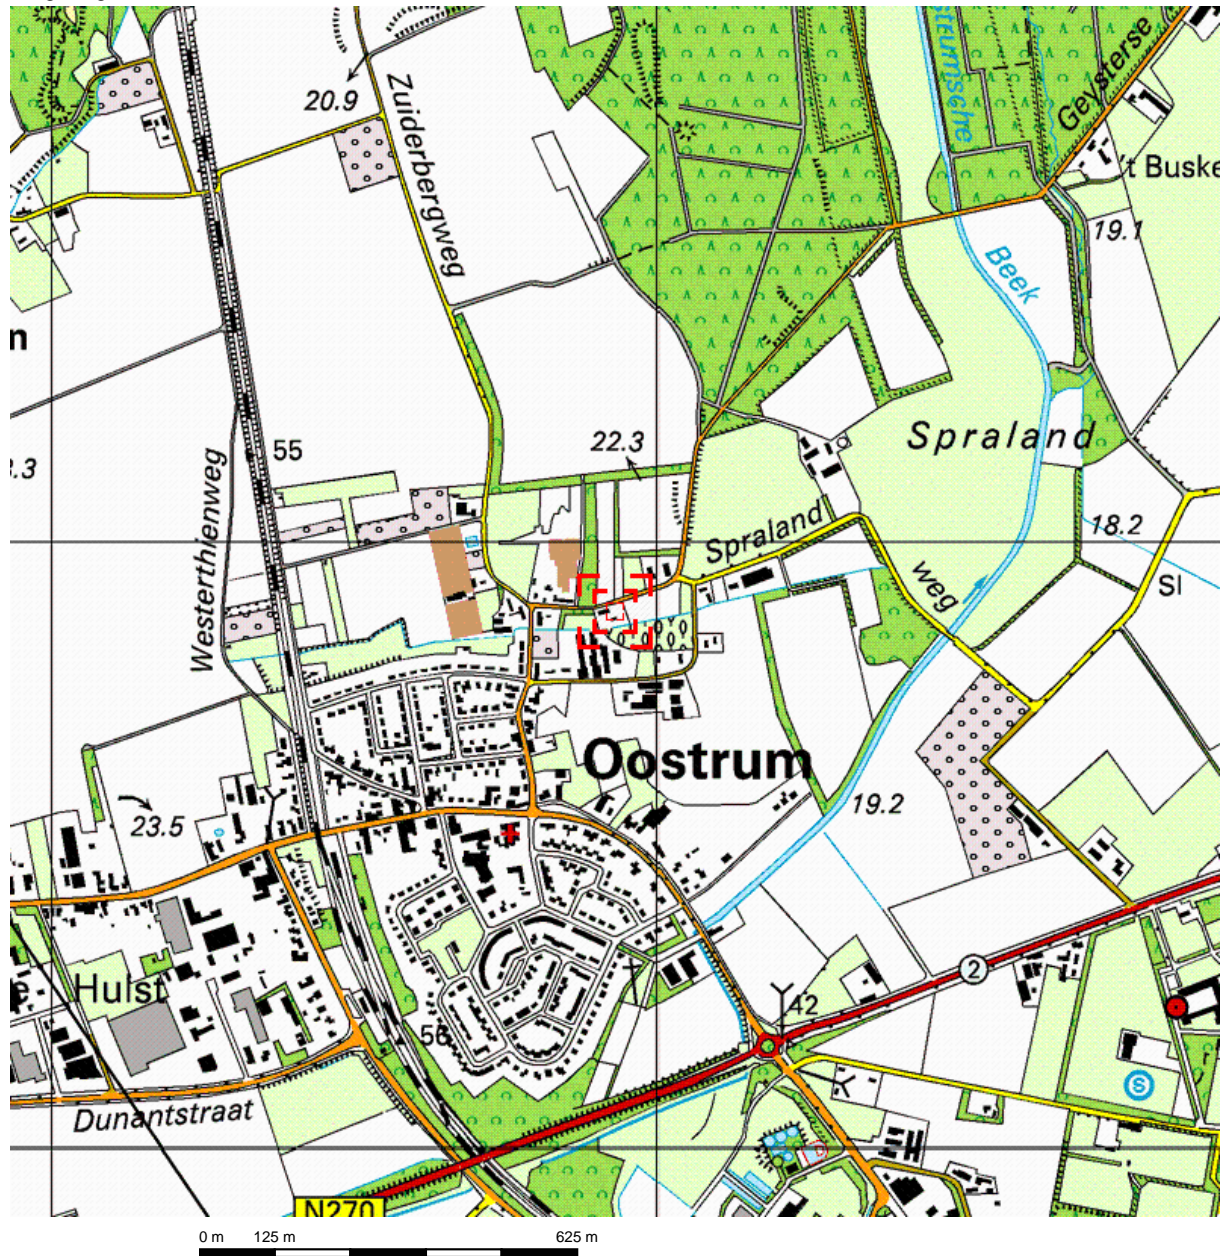 steumsche
Geysterse
20.9
Zuiderbergweg
't Buske
19.1
Beek
n
Spraland
22.3
55
.3
Westerthienweg
Spraland
weg
18.2
Sl
Oostrum
19.2
23.5
2
Hulst
e
42
56
S
Dunantstraat
N270
0 m 125 m 625 m